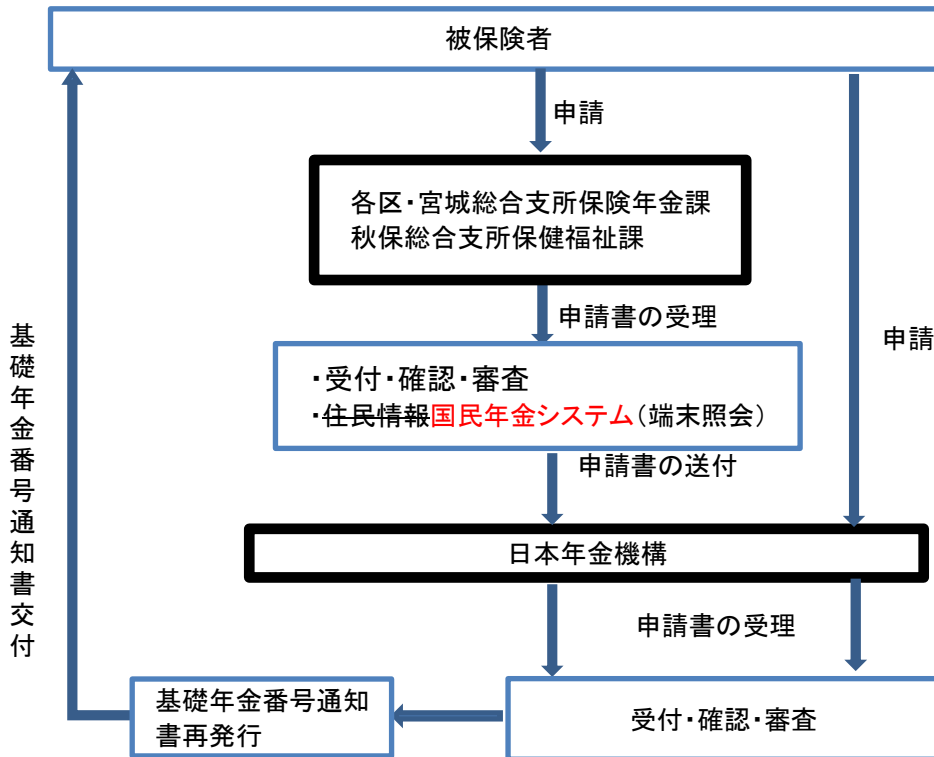 被保険者
申請
各区・宮城総合支所保険年金課
秋保総合支所保健福祉課
申請書の受理
申請
・受付・確認・審査
・住民情報国民年金システム（端末照会）
申請書の送付
日本年金機構
申請書の受理
受付・確認・審査
基礎年金番号通知
書再発行
基礎年金番号通知書交付